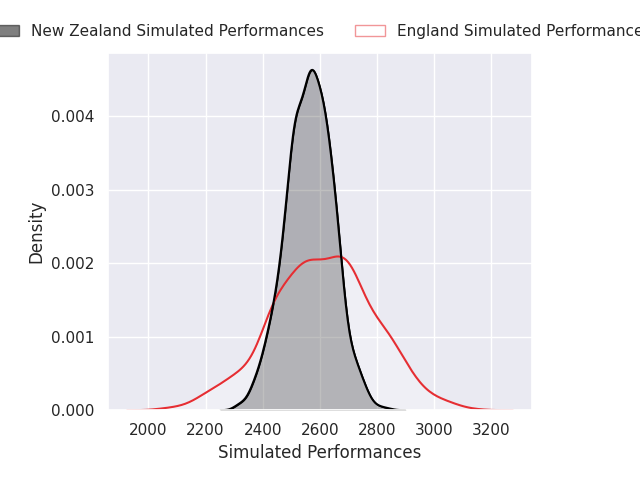 New Zealand Simulated Performances England Simulated Performance
0.004
0.003
0.002
0.001
0.000
Density
2000 2200 2400 2600 2800 3000 3200
Simulated Performances